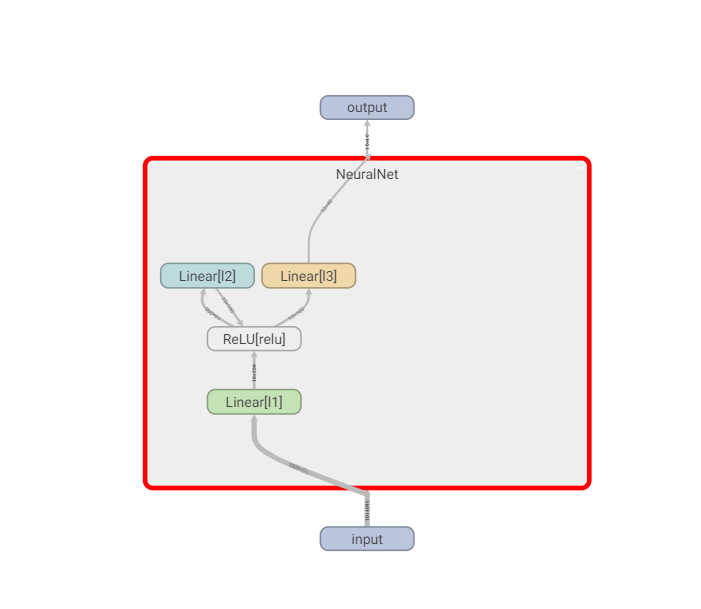 output
NeuralNet
Linear[l2]
Linear[l3]
ReLU[relu]
Linear[l1]
input